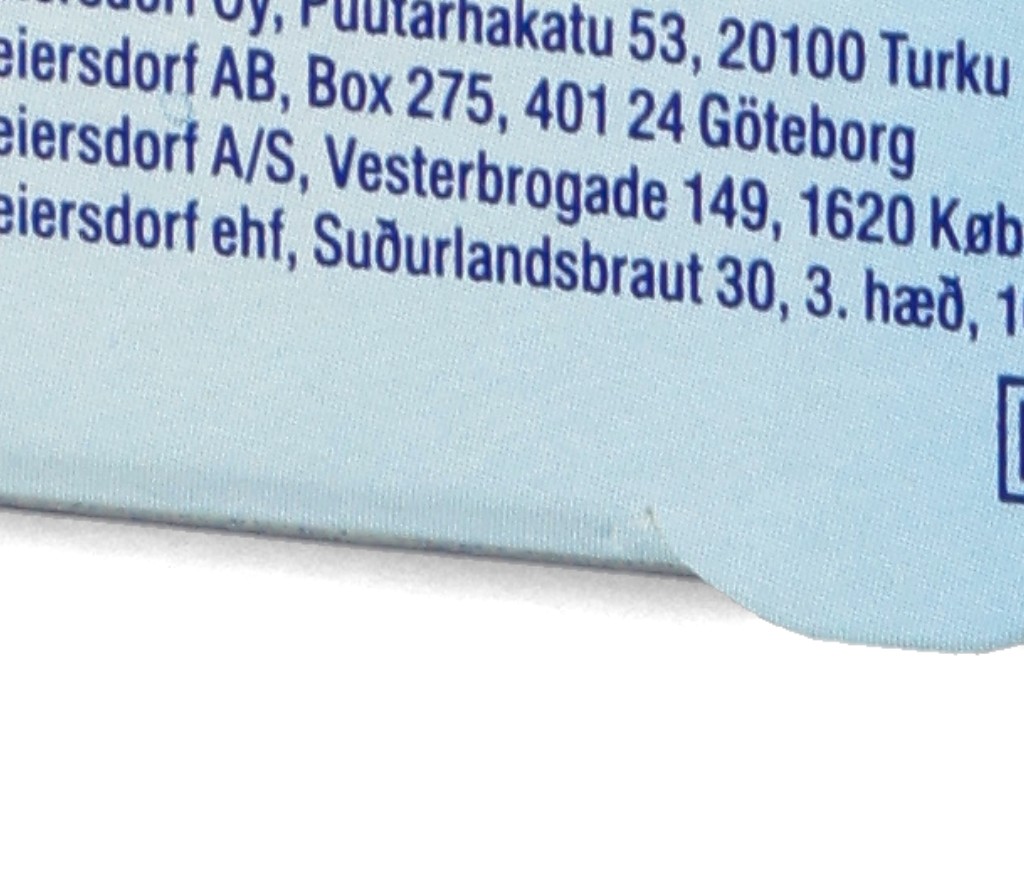 Oy, Puutarhakatu 53, 20100 Turku
eiersdorf AB, Box 275, 401 24 Göteborg
eiersdorf A/S, Vesterbrogade 149, 1620 Køb
eiersdorf ehf, Suðurlandsbraut 30, 3. hæð, 1